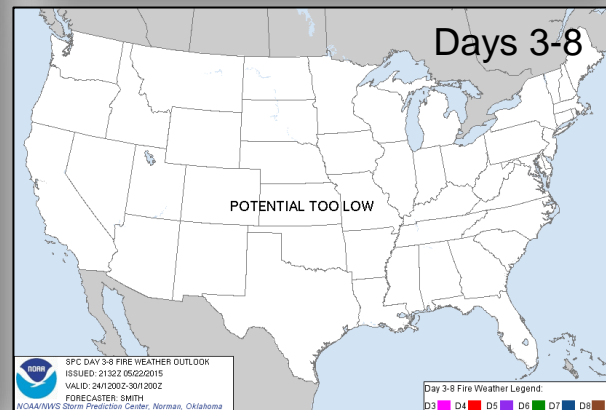 Days 3-8
POTENTIAL TOO LOW
NOAA
SPC DAY 3-8 FIRE WEATHER OUTLOOK
ISSUED: 2132Z 05/22/2015
VALID: 24/1200Z-30/1200Z
FORECASTER: SMITH
NOAA/NWS Storm Prediction Center, Norman, Oklahoma
Day 3-8 Fire Weather Legend:
D3 D4 D5 D6 D7 D8